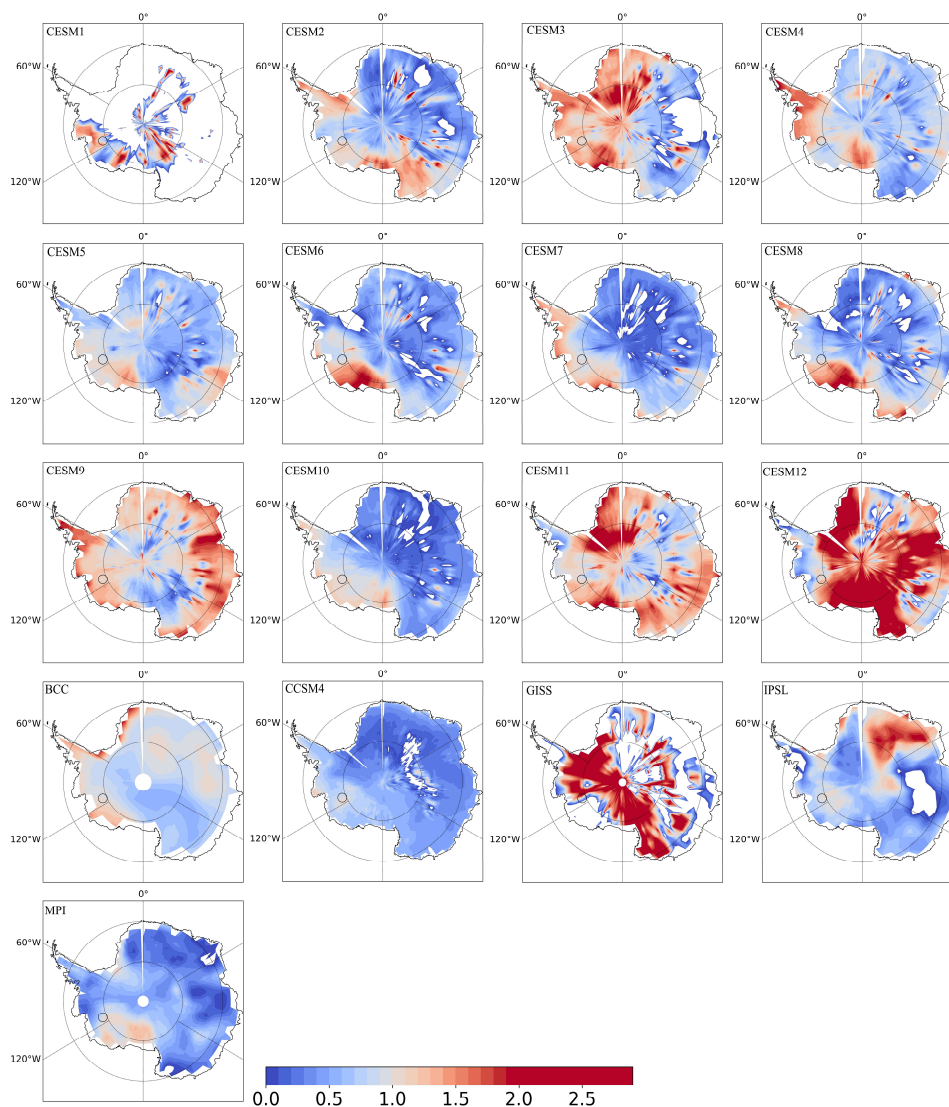 0° 0° 0° 0°
CESM1 CESM2 CESM3 CESM4
60°W 60°W 60°W 60°W
120°W 120°W 120°W 120°W
0° 0° 0° 0°
CESM5 CESM6 CESM7 CESM8
60°W 60°W 60°W 60°W
120°W 120°W 120°W 120°W
0° 0° 0° 0°
CESM9 CESM10 CESM11 CESM12
60°W 60°W 60°W 60°W
120°W 120°W 120°W 120°W
0° 0° 0° 0°
BCC CCSM4 GISS IPSL
60°W 60°W 60°W 60°W
120°W 120°W 120°W 120°W
0°
MPI
60°W
120°W
0.0 0.5 1.0 1.5 2.0 2.5